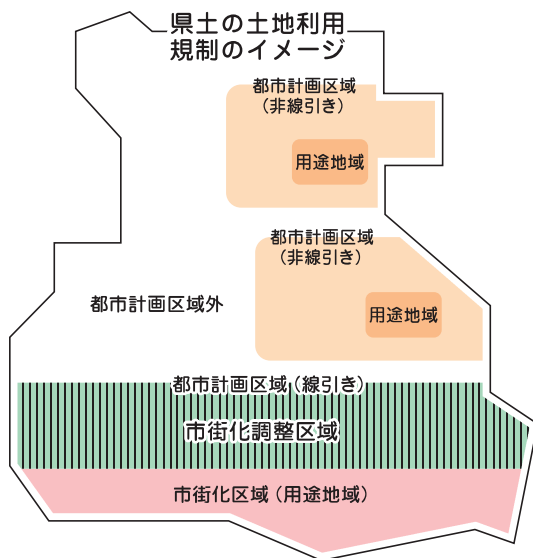 県土の土地利用
規制のイメージ
都市計画区域
（非線引き）
用途地域
都市計画区域
（非線引き）
都市計画区域外
用途地域
都市計画区域（線引き）
市街化調整区域
市街化区域（用途地域）